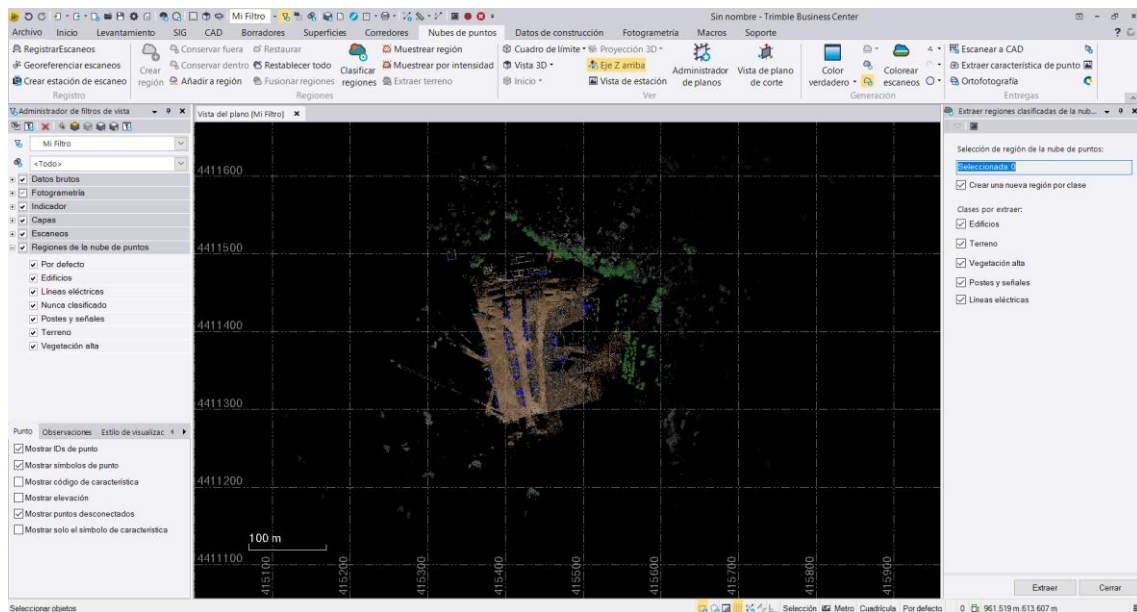 Mi Filtro
Sin nombre - Trimble Business Center
Archivo Inicio Levantamiento SIG CAD Borradores Superficies Corredores Nubes de puntos Datos de construcción Fotogrametría Macros Soporte
RegistrarEscaneos
Georreferenciar escaneos
Crear estación de escaneo
Registro
Crear región
Conservar fuera
Conservar dentro
Añadir a región
Restaurar
Restablecer todo
Fusionar regiones
Clasificar regiones
Muestrear región
Muestrear por intensidad
Extraer terreno
Regiones
Cuadro de límite
Vista 3D
Inicio
Proyección 3D
Eje Z arriba
Vista de estación
Administrador de planos
Vista de plano de corte
Ver
Color verdadero
Colorear escaneos
Generación
Escanear a CAD
Extraer característica de punto
Ortofotografía
Entregas
Administrador de filtros de vista
Mi Filtro
<Todo>
Datos brutos
Fotogrametría
Indicador
Capas
Escaneos
Regiones de la nube de puntos
Por defecto
Edificios
Líneas eléctricas
Nunca clasificado
Postes y señales
Terreno
Vegetación alta
Punto Observaciones Estilo de visualizac
Mostrar IDs de punto
Mostrar símbolos de punto
Mostrar código de característica
Mostrar elevación
Mostrar puntos desconectados
Mostrar solo el símbolo de característica
Vista del plano [Mi Filtro]
4411600
4411500
4411400
4411300
4411200
4411100
100 m
415100
415200
415300
415400
415500
415600
415700
415800
415900
Extraer regiones clasificadas de la nub...
Selección de región de la nube de puntos:
Seleccionada: 0
Crear una nueva región por clase
Clases por extraer:
Edificios
Terreno
Vegetación alta
Postes y señales
Líneas eléctricas
Extraer Cerrar
Seleccionar objetos
Selección Metro Cuadrícula Por defecto 0 961.519 m,613.607 m